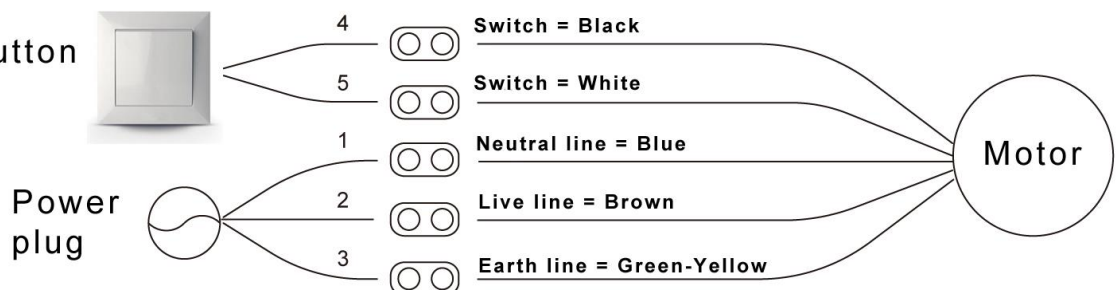 4
Switch = Black
5
Switch = White
1
Neutral line = Blue
Motor
Power
plug
2
Live line = Brown
3
Earth line = Green-Yellow